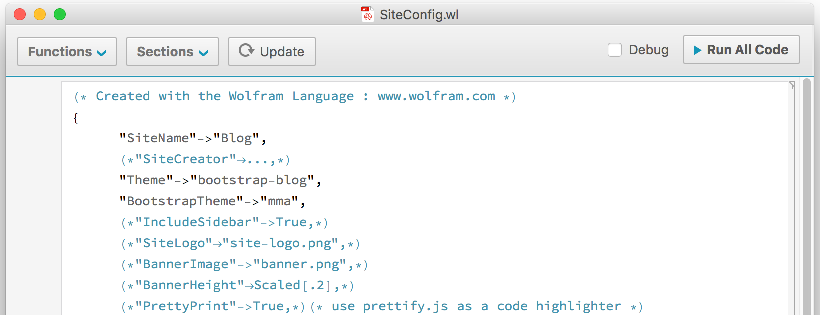 SiteConfig.wl
Functions Sections Update Debug Run All Code
(* Created with the Wolfram Language : www.wolfram.com *)
{
"SiteName"->"Blog",
(*"SiteCreator"→...,*)
"Theme"->"bootstrap-blog",
"BootstrapTheme"->"mma",
(*"IncludeSidebar"->True,*)
(*"SiteLogo"→"site-logo.png",*)
(*"BannerImage"->"banner.png",*)
(*"BannerHeight"→Scaled[.2],*)
(*"PrettyPrint"->True,*)(* use prettify.js as a code highlighter *)